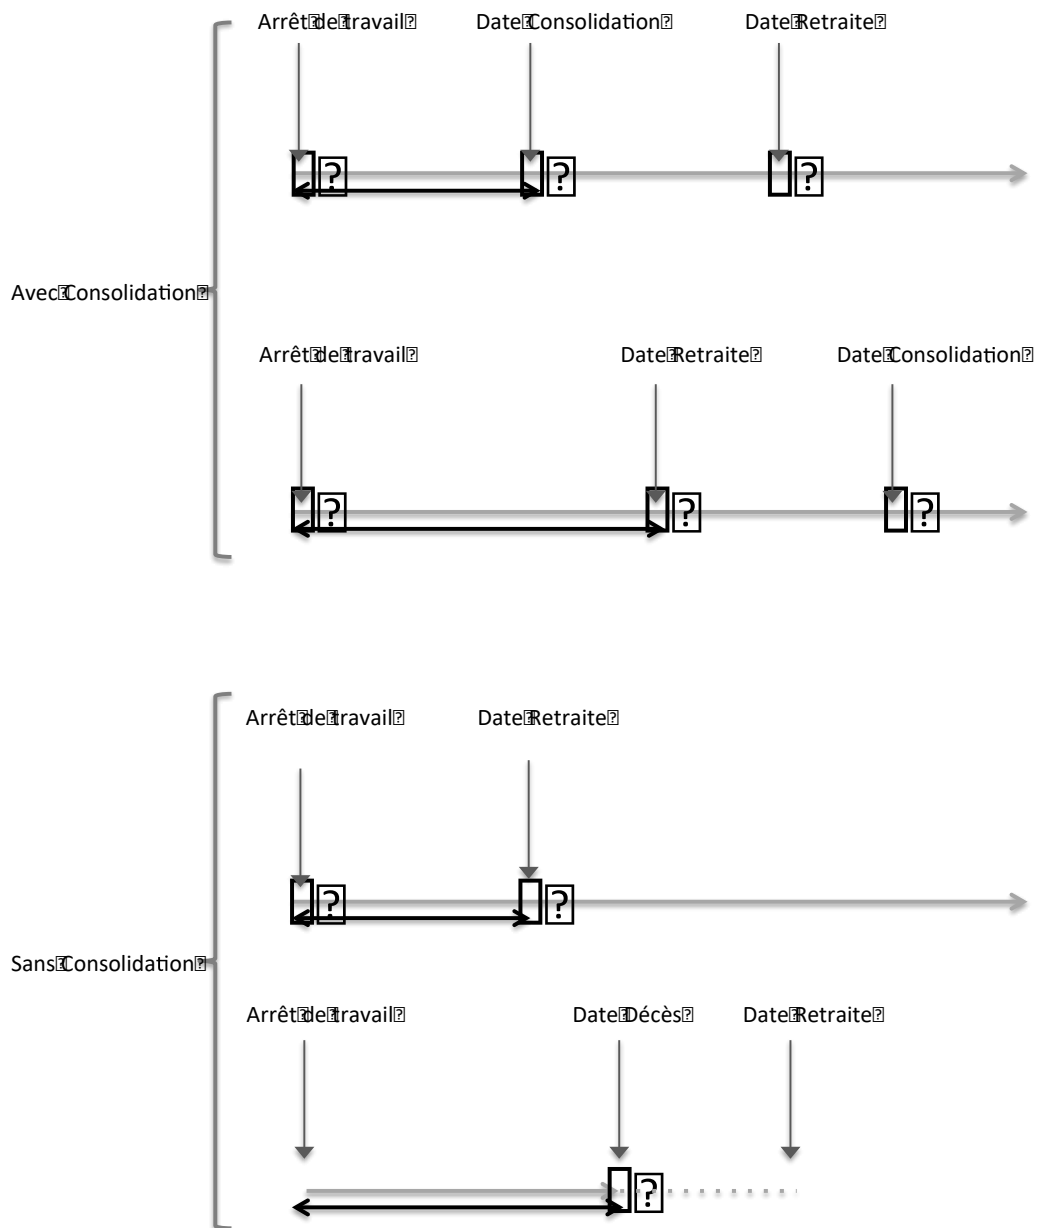 Arrêt de travail
Date Consolidation
Date Retraite
Avec Consolidation
Arrêt de travail
Date Retraite
Date Consolidation
Arrêt de travail
Date Retraite
Sans Consolidation
Arrêt de travail
Date Décès
Date Retraite